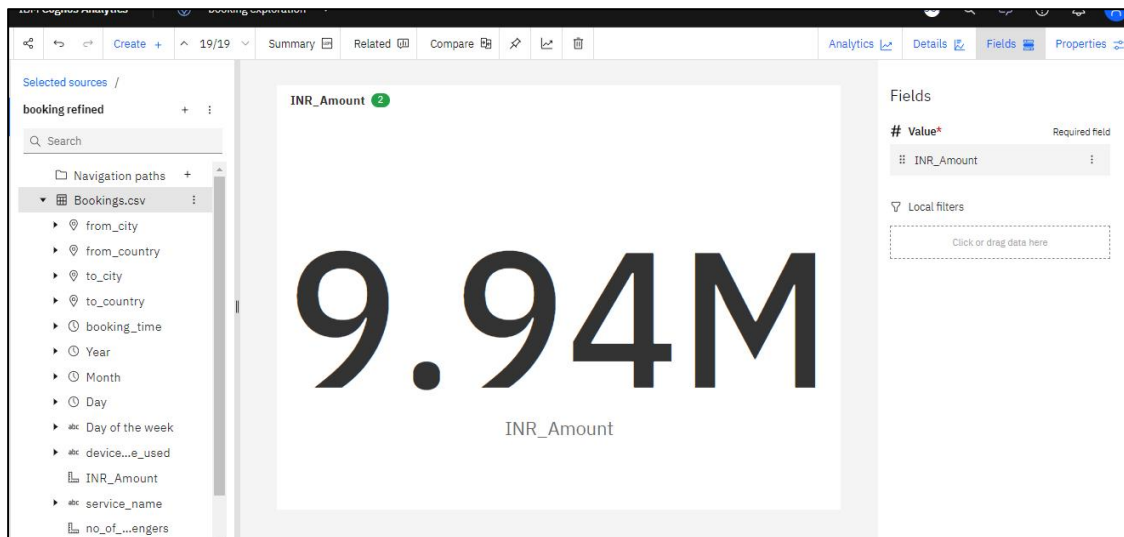 IBM Cognos Analytics
booking exploration
Create + 19/19 Summary Related Compare Analytics Details Fields Properties
Selected sources /
booking refined
Search
Navigation paths +
Bookings.csv
from_city
from_country
to_city
to_country
booking_time
Year
Month
Day
abc Day of the week
abc device...e_used
INR_Amount
abc service_name
no_of_...engers
INR_Amount 2
9.94M
INR_Amount
Fields
# Value* Required field
INR_Amount
Local filters
Click or drag data here